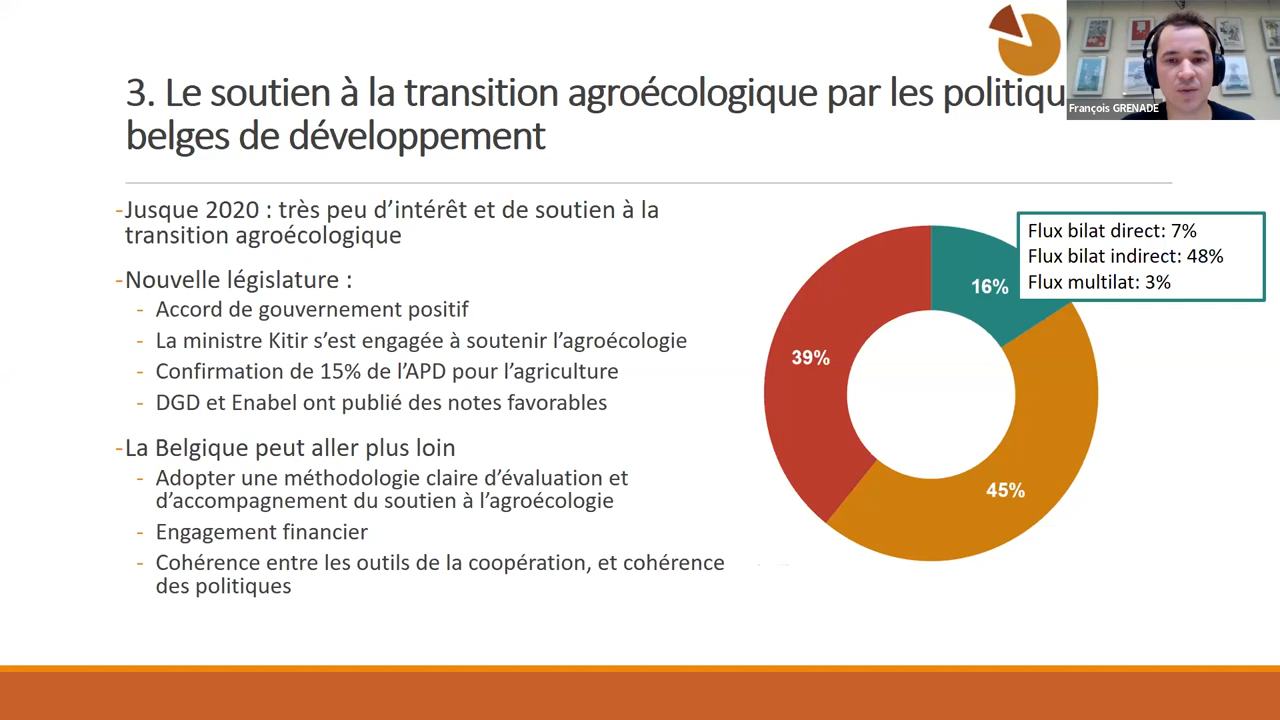 3. Le soutien à la transition agroécologique par les politiqu
belges de développement
François GRENADE
-Jusque 2020 : très peu d’intérêt et de soutien à la
transition agroécologique
-Nouvelle législature :
- Accord de gouvernement positif
- La ministre Kitir s’est engagée à soutenir l’agroécologie
- Confirmation de 15% de l’APD pour l’agriculture
- DGD et Enabel ont publié des notes favorables
-La Belgique peut aller plus loin
- Adopter une méthodologie claire d’évaluation et
d’accompagnement du soutien à l’agroécologie
- Engagement financier
- Cohérence entre les outils de la coopération, et cohérence
des politiques
Flux bilat direct: 7%
Flux bilat indirect: 48%
Flux multilat: 3%
16%
39%
45%